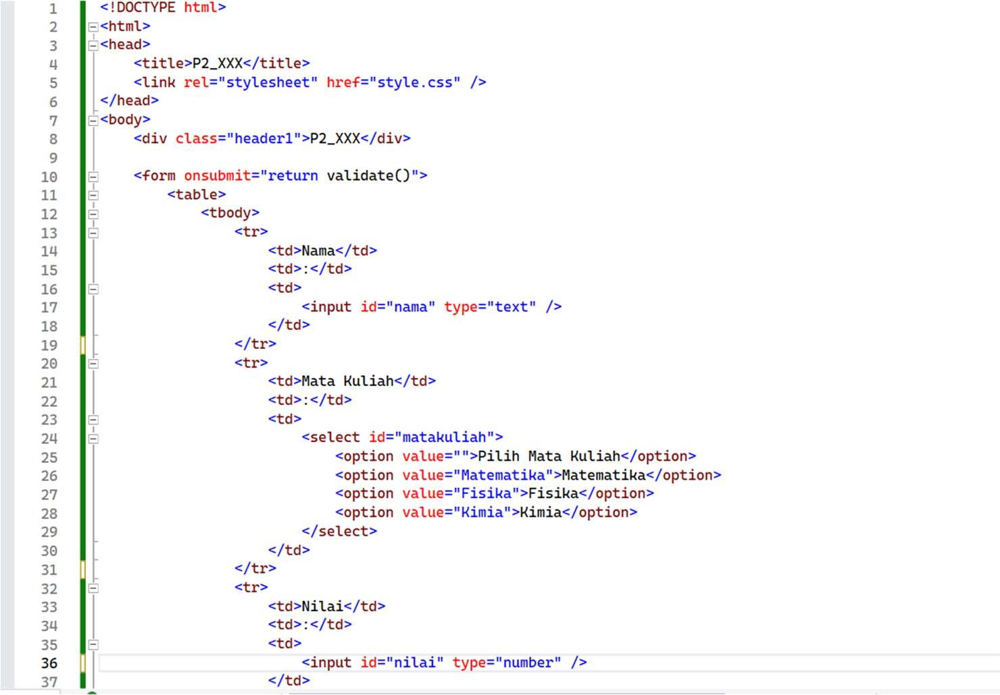 1 <!DOCTYPE html>
2 <html>
3 <head>
4     <title>P2_XXX</title>
5     <link rel="stylesheet" href="style.css" />
6 </head>
7 <body>
8     <div class="header1">P2_XXX</div>
9
10     <form onsubmit="return validate()">
11         <table>
12             <tbody>
13                 <tr>
14                     <td>Nama</td>
15                     <td>:</td>
16                     <td>
17                         <input id="nama" type="text" />
18                     </td>
19                 </tr>
20                 <tr>
21                     <td>Mata Kuliah</td>
22                     <td>:</td>
23                     <td>
24                         <select id="matakuliah">
25                             <option value="">Pilih Mata Kuliah</option>
26                             <option value="Matematika">Matematika</option>
27                             <option value="Fisika">Fisika</option>
28                             <option value="Kimia">Kimia</option>
29                         </select>
30                     </td>
31                 </tr>
32                 <tr>
33                     <td>Nilai</td>
34                     <td>:</td>
35                     <td>
36                         <input id="nilai" type="number" />
37                     </td>